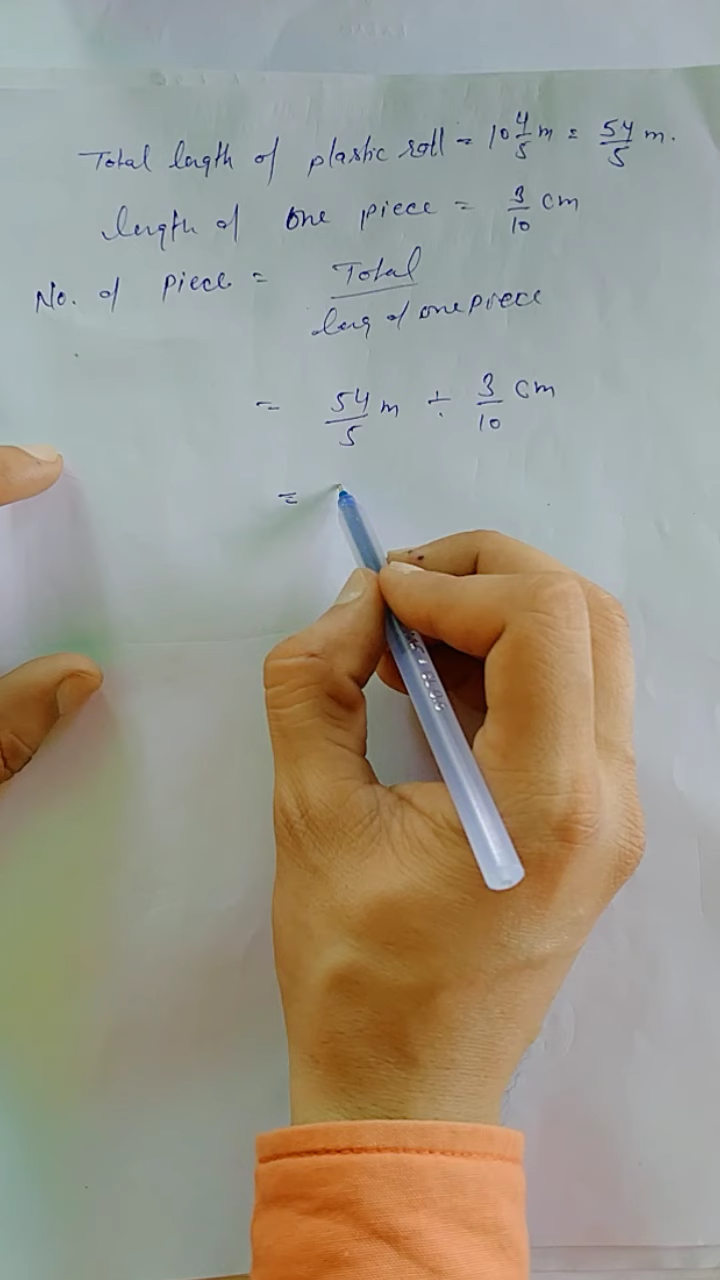 Total length of plastic roll = 10 4/5 m = 54/5 m.
length of one piece = 3/10 cm
No. of piece = Total / leng of one piece
= 54/5 m ÷ 3/10 cm
=